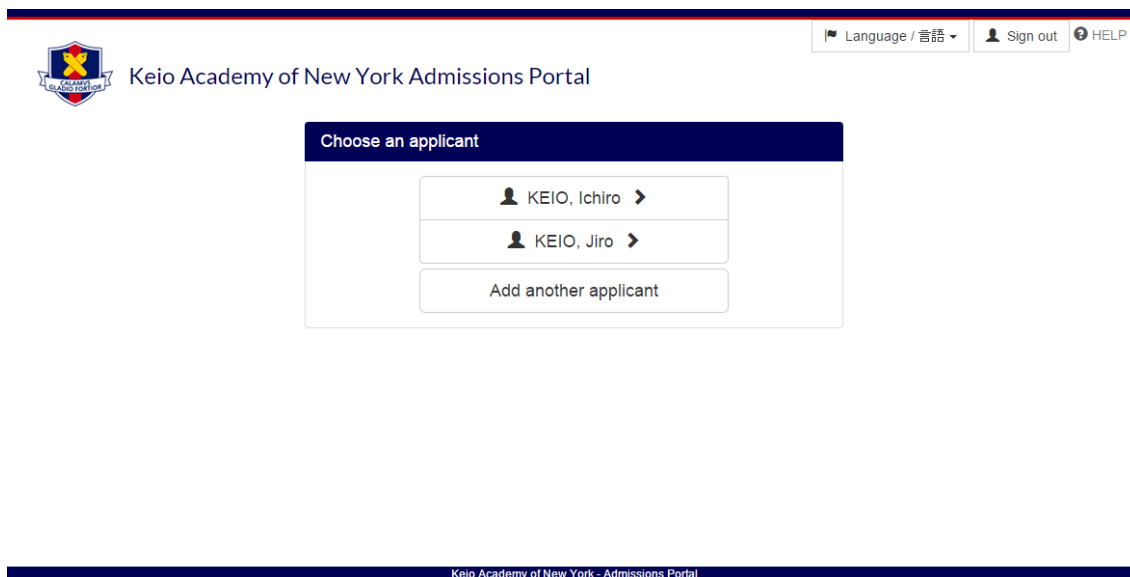 Language / 言語
Sign out
HELP
CALAMVS
GLADIO FORTIOR
Keio Academy of New York Admissions Portal
Choose an applicant
KEIO, Ichiro
KEIO, Jiro
Add another applicant
Keio Academy of New York - Admissions Portal